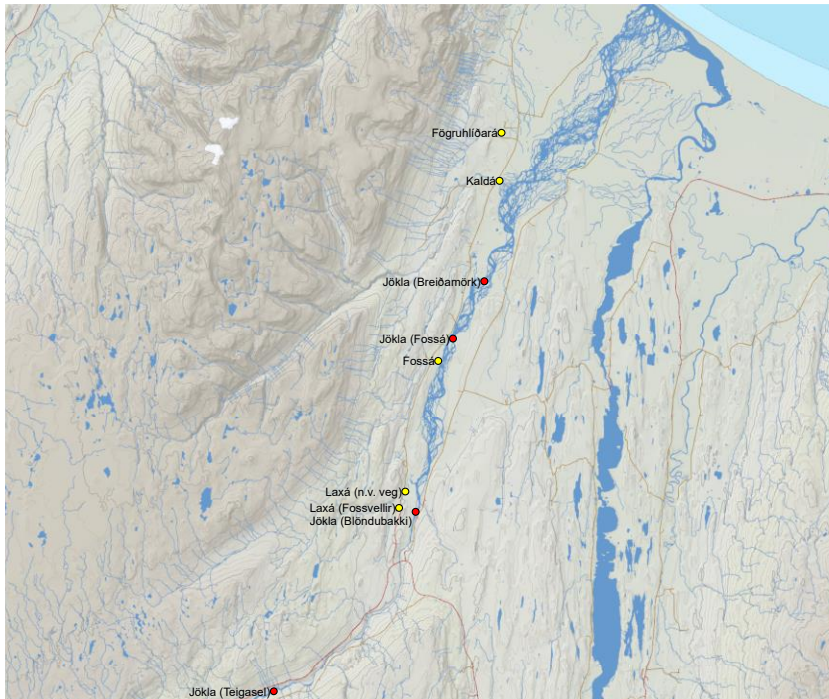 Fögruhlíðará
Kaldá
Jökla (Breiðamörk)
Jökla (Fossá)
Fossá
Laxá (n.v. veg)
Laxá (Fossvellir)
Jökla (Blöndubakki)
Jökla (Teigasel)